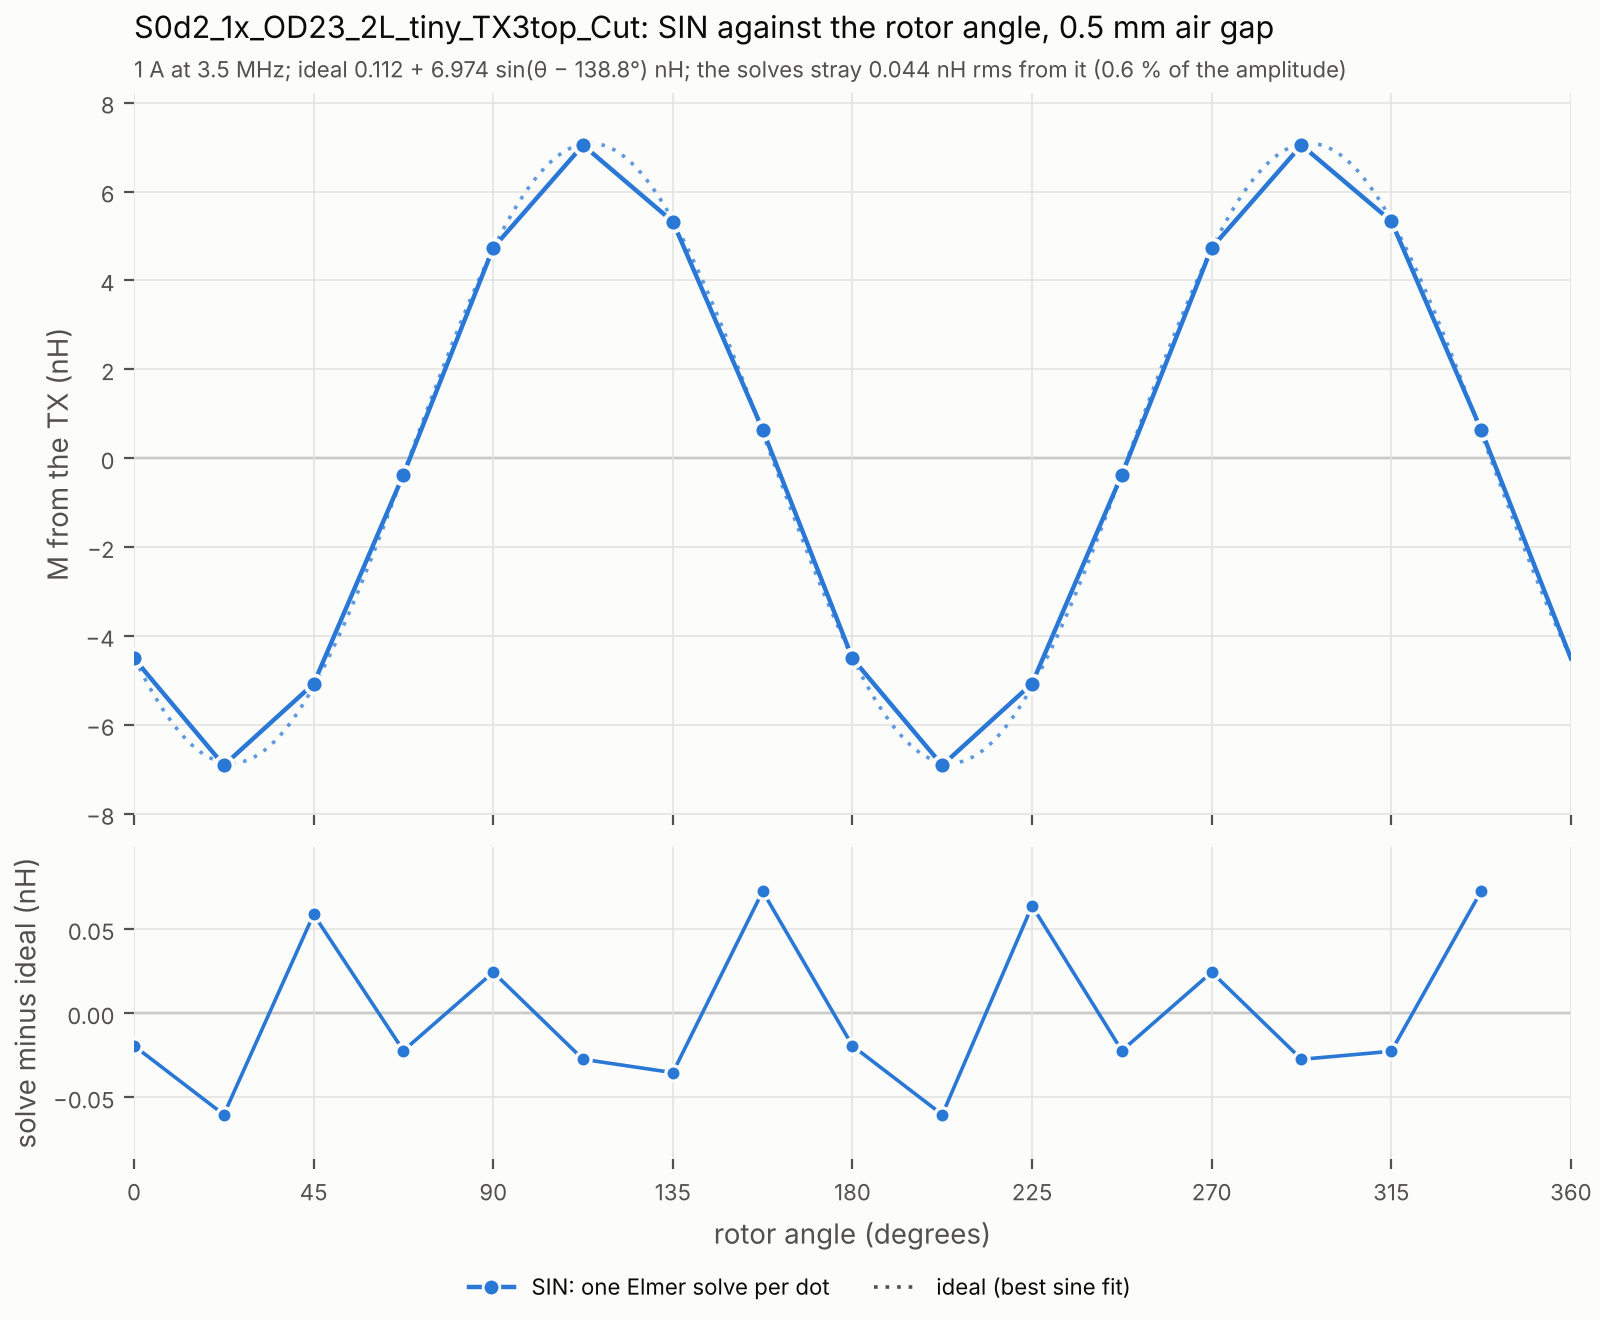 S0d2_1x_OD23_2L_tiny_TX3top_Cut: SIN against the rotor angle, 0.5 mm air gap
1 A at 3.5 MHz; ideal 0.112 + 6.974 sin(θ − 138.8°) nH; the solves stray 0.044 nH rms from it (0.6 % of the amplitude)
M from the TX (nH)
8
6
4
2
0
−2
−4
−6
−8
solve minus ideal (nH)
0.05
0.00
−0.05
0 45 90 135 180 225 270 315 360
rotor angle (degrees)
SIN: one Elmer solve per dot ideal (best sine fit)